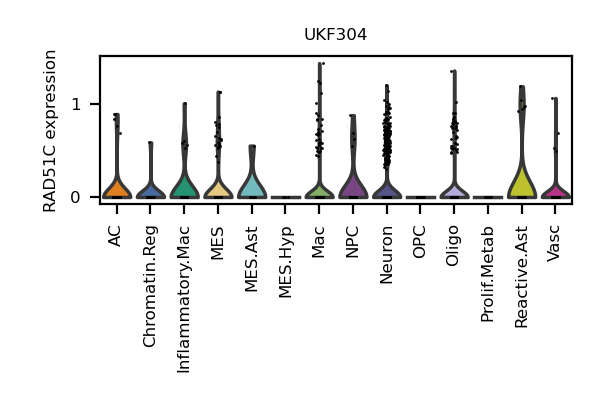 UKF304
RAD51C expression
1
0
AC
Chromatin.Reg
Inflammatory.Mac
MES
MES.Ast
MES.Hyp
Mac
NPC
Neuron
OPC
Oligo
Prolif.Metab
Reactive.Ast
Vasc